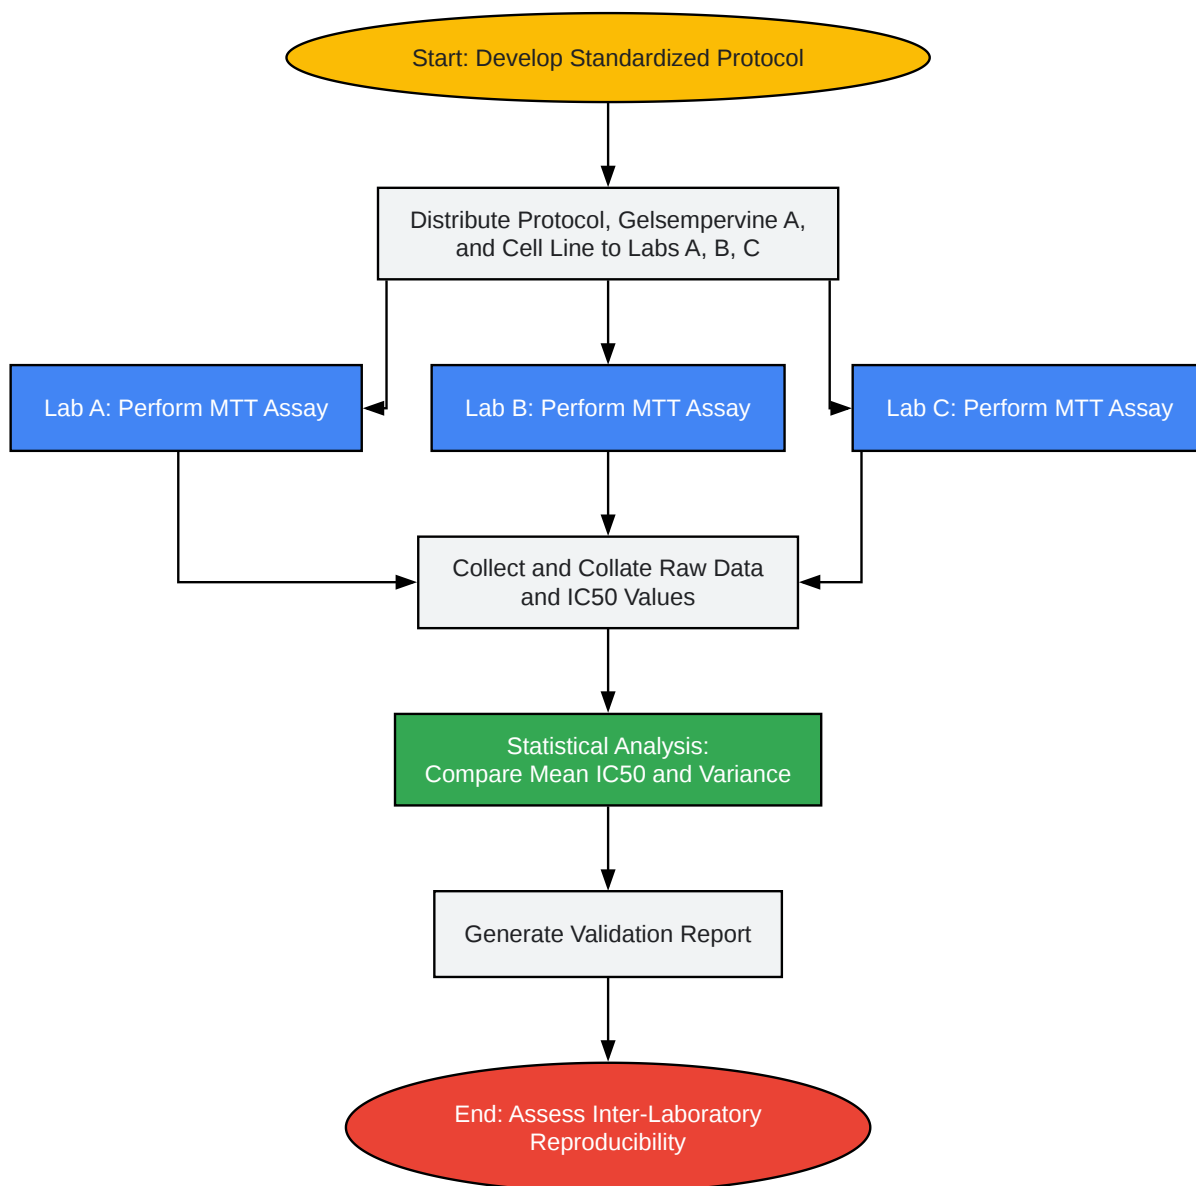 Start: Develop Standardized Protocol
Distribute Protocol, Gelsempervine A,
and Cell Line to Labs A, B, C
Lab A: Perform MTT Assay
Lab B: Perform MTT Assay
Lab C: Perform MTT Assay
Collect and Collate Raw Data
and IC50 Values
Statistical Analysis:
Compare Mean IC50 and Variance
Generate Validation Report
End: Assess Inter-Laboratory
Reproducibility